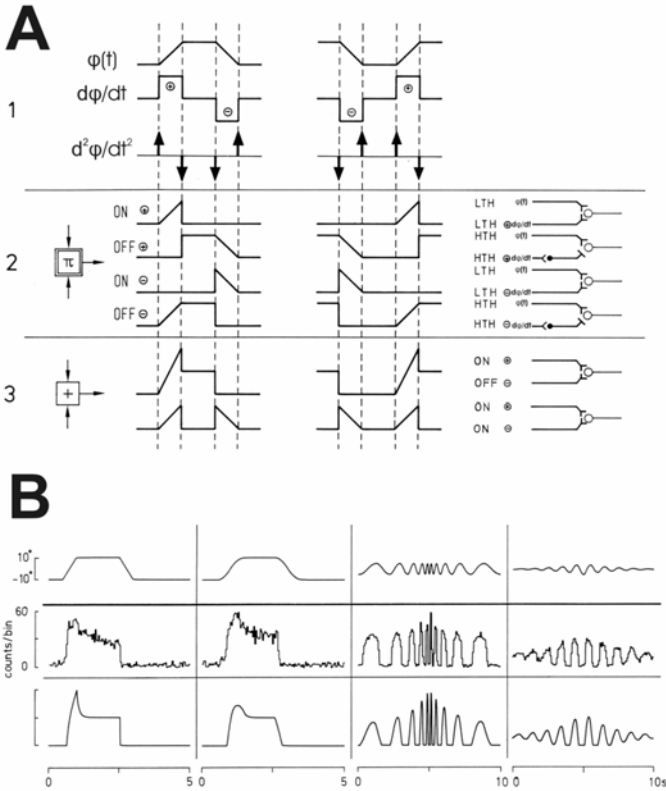 A
φ(t)
dφ/dt ⊕ ⊖ ⊖ ⊕
1
d²φ/dt²
ON ⊕
LTH φ(t)
LTH ⊕dφ/dt
OFF ⊕
HTH φ(t)
HTH ⊕dφ/dt
2
π
ON ⊖
LTH φ(t)
LTH ⊖dφ/dt
OFF ⊖
HTH φ(t)
HTH ⊖dφ/dt
3
+
ON ⊕
OFF ⊖
ON ⊕
ON ⊖
B
10°
-10°
60
counts/bin
0
0 5 0 5 0 10 0 10s